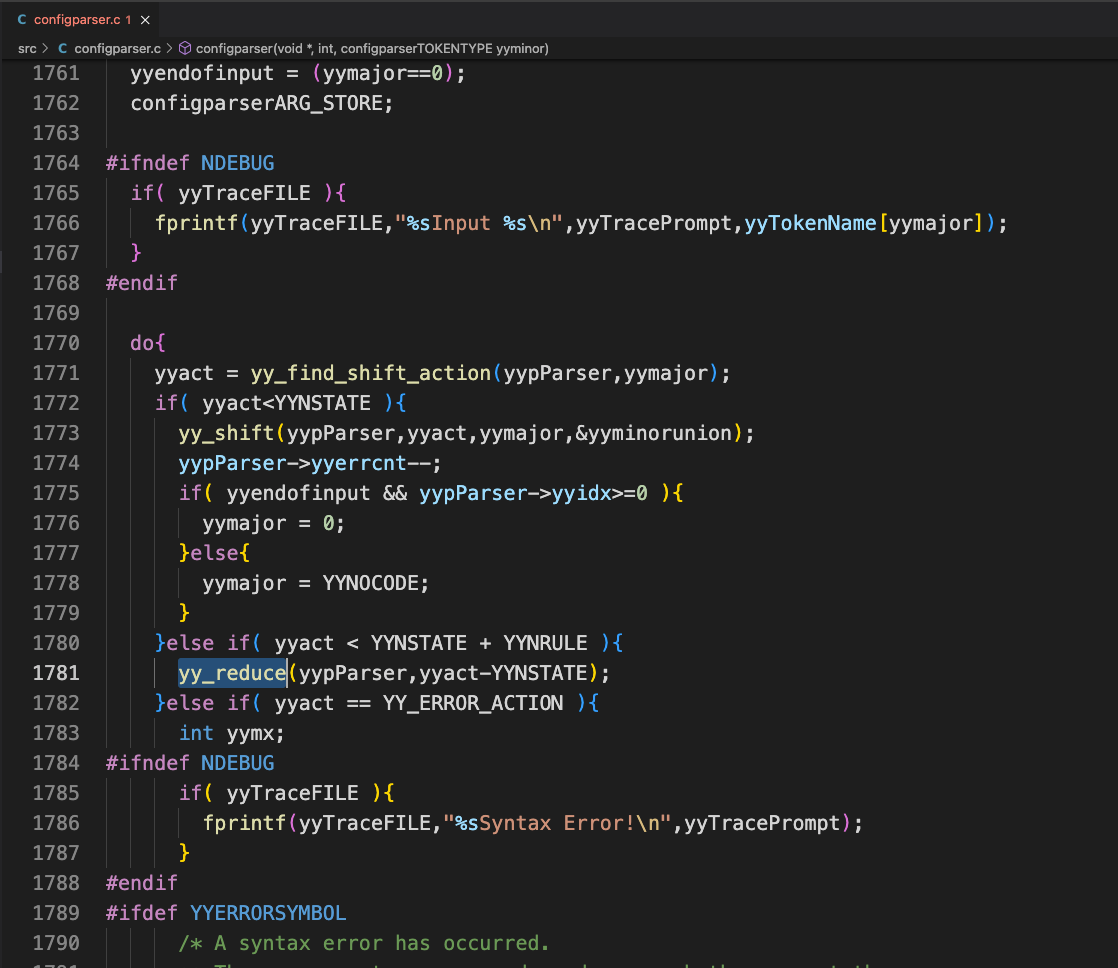 C configparser.c 1 ×
src > C configparser.c > configparser(void *, int, configparserTOKENTYPE yyminor)
1761   yyendofinput = (yymajor==0);
1762   configparserARG_STORE;
1763
1764 #ifndef NDEBUG
1765   if( yyTraceFILE ){
1766     fprintf(yyTraceFILE,"%sInput %s\n",yyTracePrompt,yyTokenName[yymajor]);
1767   }
1768 #endif
1769
1770   do{
1771     yyact = yy_find_shift_action(yypParser,yymajor);
1772     if( yyact<YYNSTATE ){
1773       yy_shift(yypParser,yyact,yymajor,&yyminorunion);
1774       yypParser->yyerrcnt--;
1775       if( yyendofinput && yypParser->yyidx>=0 ){
1776         yymajor = 0;
1777       }else{
1778         yymajor = YYNOCODE;
1779       }
1780     }else if( yyact < YYNSTATE + YYNRULE ){
1781       yy_reduce(yypParser,yyact-YYNSTATE);
1782     }else if( yyact == YY_ERROR_ACTION ){
1783       int yymx;
1784 #ifndef NDEBUG
1785       if( yyTraceFILE ){
1786         fprintf(yyTraceFILE,"%sSyntax Error!\n",yyTracePrompt);
1787       }
1788 #endif
1789 #ifdef YYERRORSYMBOL
1790       /* A syntax error has occurred.